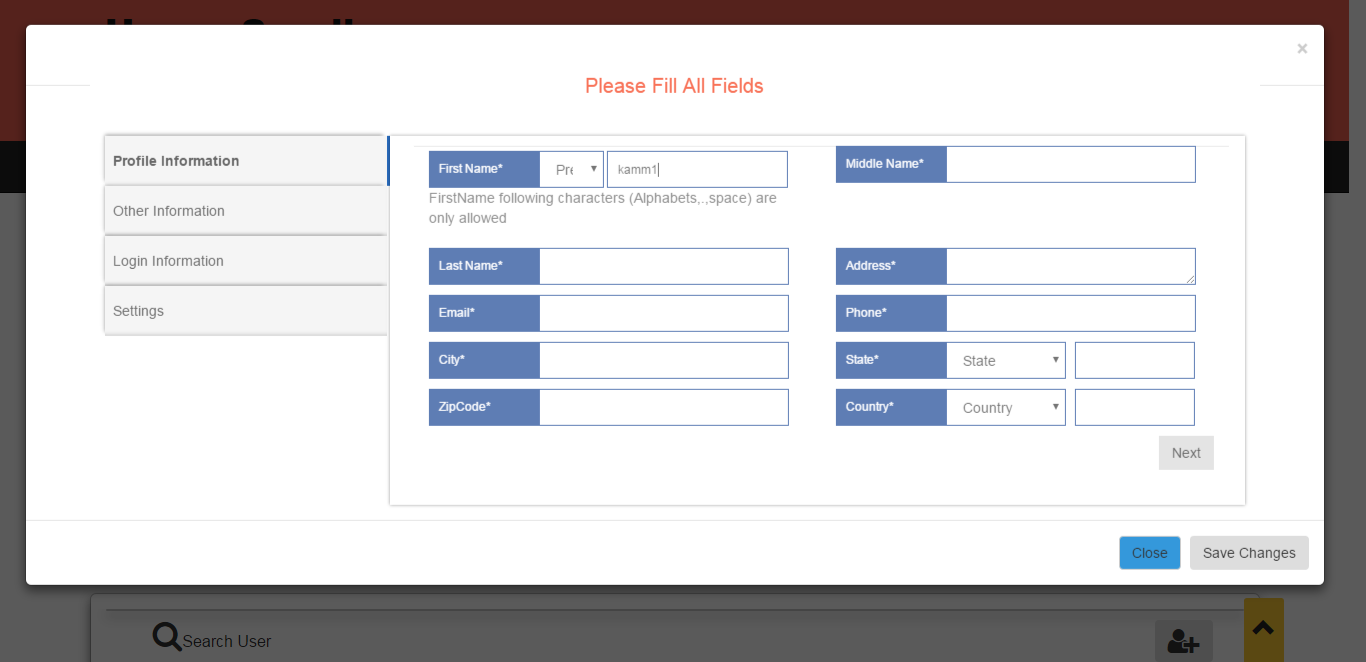 ×
Please Fill All Fields
Profile Information
Other Information
Login Information
Settings
First Name* Pre kamm1
FirstName following characters (Alphabets,.,space) are
only allowed
Middle Name*
Last Name*
Address*
Email*
Phone*
City*
State* State
ZipCode*
Country* Country
Next
Close Save Changes
Search User